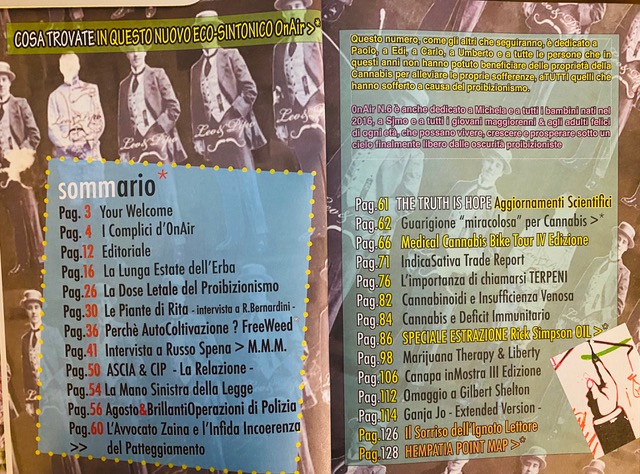 COSA TROVATE IN QUESTO NUOVO ECO-SINTONICO OnAir >*
sommario*
Pag. 3 Your Welcome
Pag. 4 I Complici d'OnAir
Pag.12 Editoriale
Pag.16 La Lunga Estate dell'Erba
Pag.26 La Dose Letale del Proibizionismo
Pag.30 Le Piante di Rita - intervista a R.Bernardini -
Pag.36 Perchè AutoColtivazione ? FreeWeed
Pag.41 Intervista a Russo Spena > M.M.M.
Pag.50 ASCIA & CIP - La Relazione -
Pag.54 La Mano Sinistra della Legge
Pag.56 Agosto&BrillantiOperazioni di Polizia
Pag.60 L'Avvocato Zaina e l'Infida Incoerenza
>> del Patteggiamento
Questo numero, come gli altri che seguiranno, è dedicato a
Paolo, a Edi, a Carlo, a Umberto e a tutte le persone che in
questi anni non hanno potuto beneficiare delle proprietà della
Cannabis per alleviare le proprie sofferenze, aTUTTI quelli che
hanno sofferto a causa del proibizionismo.
OnAir N.6 è anche dedicato a Michela e a tutti i bambini nati nel
2016, a Sjmo e a tutti i giovani maggiorenni & agli adulti felici
di ogni età, che possano vivere, crescere e prosperare sotto un
cielo finalmente libero dalle oscurità proibizioniste
Pag.61 THE TRUTH IS HOPE Aggiornamenti Scientifici
Pag.62 Guarigione "miracolosa" per Cannabis >*
Pag.66 Medical Cannabis Bike Tour IV Edizione
Pag.71 IndicaSativa Trade Report
Pag.76 L'importanza di chiamarsi TERPENI
Pag.82 Cannabinoidi e Insufficienza Venosa
Pag.84 Cannabis e Deficit Immunitario
Pag.86 SPECIALE ESTRAZIONE Rick Simpson OIL >*
Pag.98 Marijuana Therapy & Liberty
Pag.106 Canapa inMostra III Edizione
Pag.112 Omaggio a Gilbert Shelton
Pag.114 Ganja Jo - Extended Version -
Pag.126 Il Sorriso dell'Ignoto Lettore
Pag.128 HEMPATIA POINT MAP >*